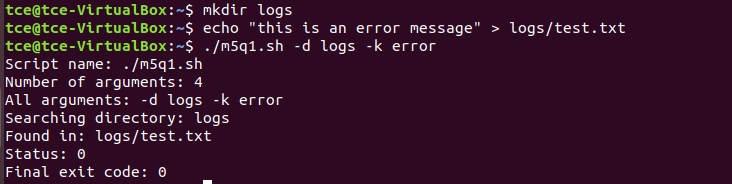 tce@tce-VirtualBox:~$ mkdir logs
tce@tce-VirtualBox:~$ echo "this is an error message" > logs/test.txt
tce@tce-VirtualBox:~$ ./m5q1.sh -d logs -k error
Script name: ./m5q1.sh
Number of arguments: 4
All arguments: -d logs -k error
Searching directory: logs
Found in: logs/test.txt
Status: 0
Final exit code: 0